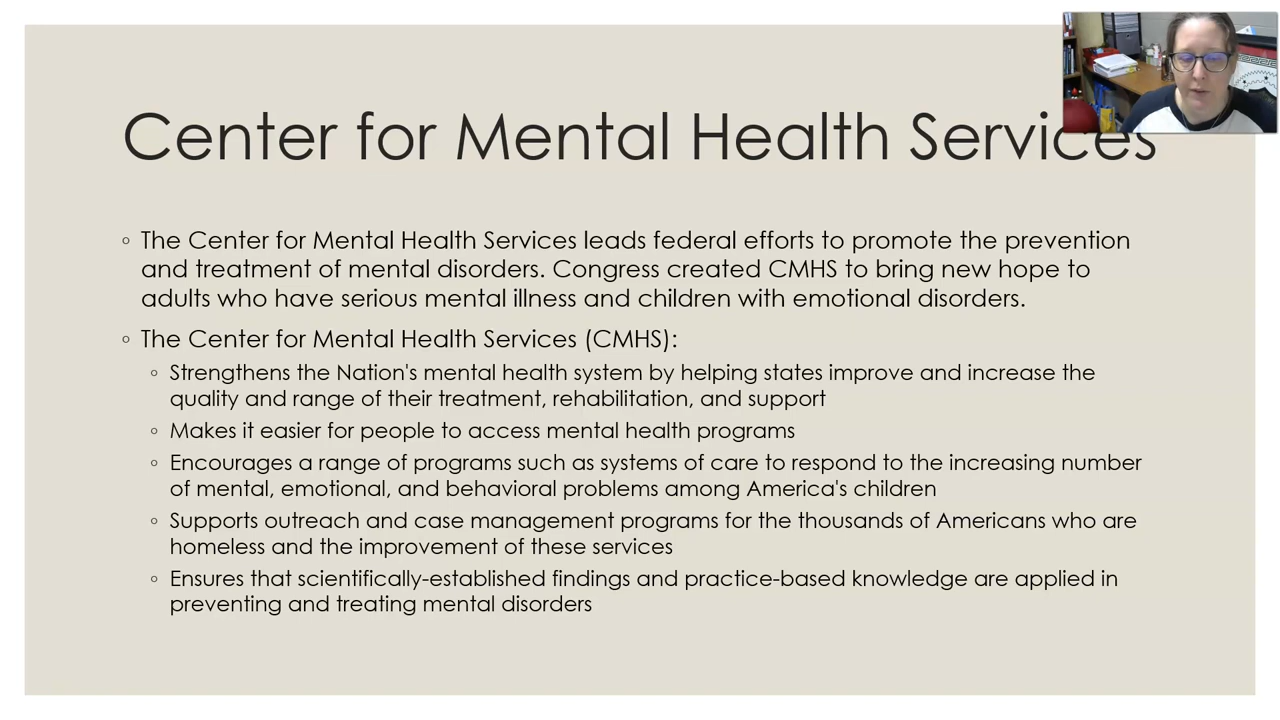 Center for Mental Health Services
◦ The Center for Mental Health Services leads federal efforts to promote the prevention
and treatment of mental disorders. Congress created CMHS to bring new hope to
adults who have serious mental illness and children with emotional disorders.
◦ The Center for Mental Health Services (CMHS):
◦ Strengthens the Nation's mental health system by helping states improve and increase the
quality and range of their treatment, rehabilitation, and support
◦ Makes it easier for people to access mental health programs
◦ Encourages a range of programs such as systems of care to respond to the increasing number
of mental, emotional, and behavioral problems among America's children
◦ Supports outreach and case management programs for the thousands of Americans who are
homeless and the improvement of these services
◦ Ensures that scientifically-established findings and practice-based knowledge are applied in
preventing and treating mental disorders